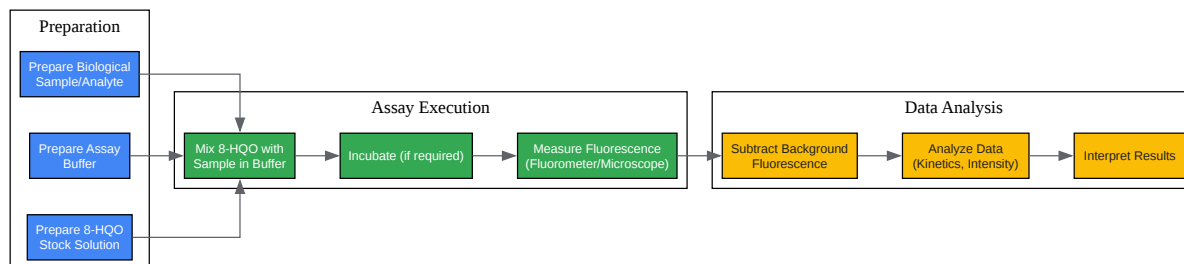 Preparation
Prepare Biological
Sample/Analyte
Prepare Assay
Buffer
Prepare 8-HQO
Stock Solution
Assay Execution
Mix 8-HQO with
Sample in Buffer
Incubate (if required)
Measure Fluorescence
(Fluorometer/Microscope)
Data Analysis
Subtract Background
Fluorescence
Analyze Data
(Kinetics, Intensity)
Interpret Results